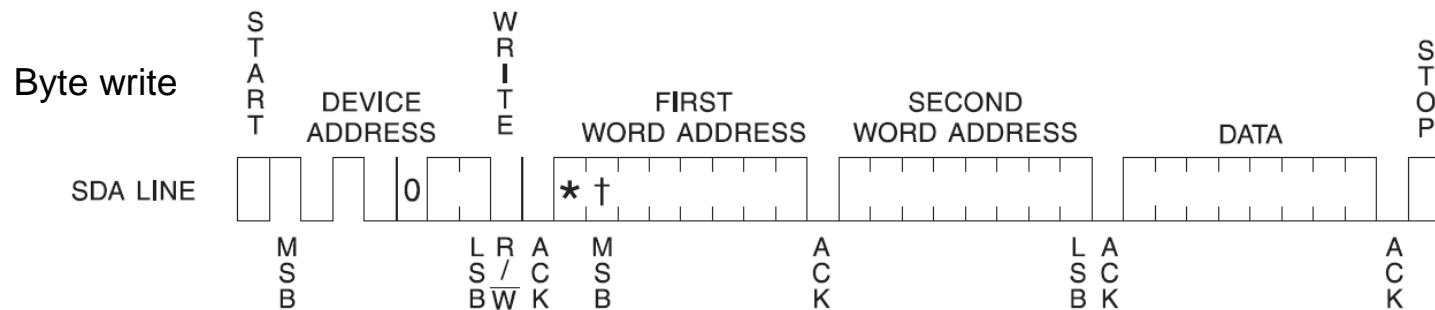 START
WRITE
STOP
Byte write
DEVICE
ADDRESS
FIRST
WORD ADDRESS
SECOND
WORD ADDRESS
DATA
SDA LINE
0
* †
MSB
LSB
R/W
ACK
MSB
ACK
LSB
ACK
ACK